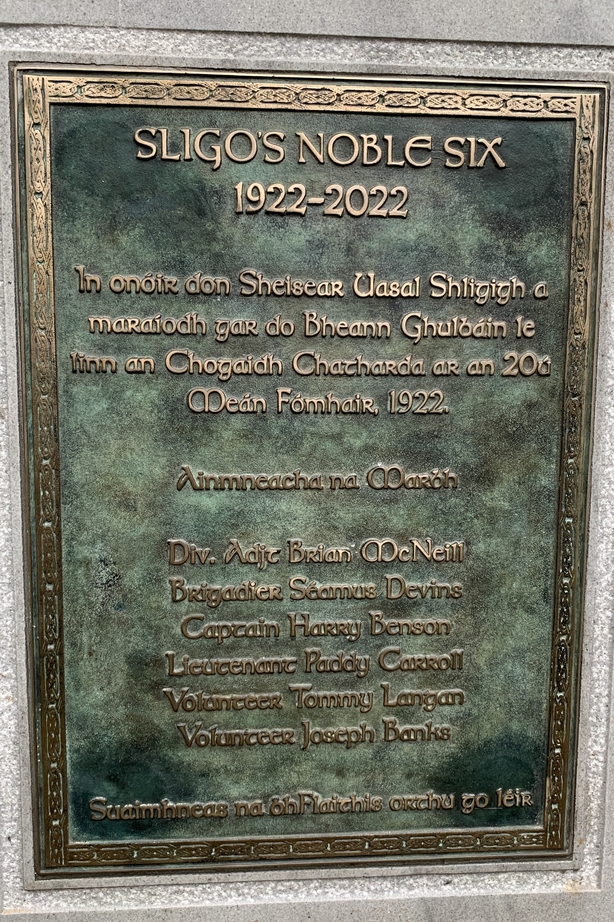 SLIGO'S NOBLE SIX
1922-2022
In onóir don Sheisear Uasal Shligigh a
maraíodh gar do Bheann Ghulbáin le
linn an Chogaidh Chatharda ar an 20ú
Meán Fómhair, 1922.
Ainmneacha na Marbh
Div. Adjt Brian McNeill
Brigadier Séamus Devins
Captain Harry Benson
Lieutenant Paddy Carroll
Volunteer Tommy Langan
Volunteer Joseph Banks
Suaimhneas na bhFlaithis orthu go léir